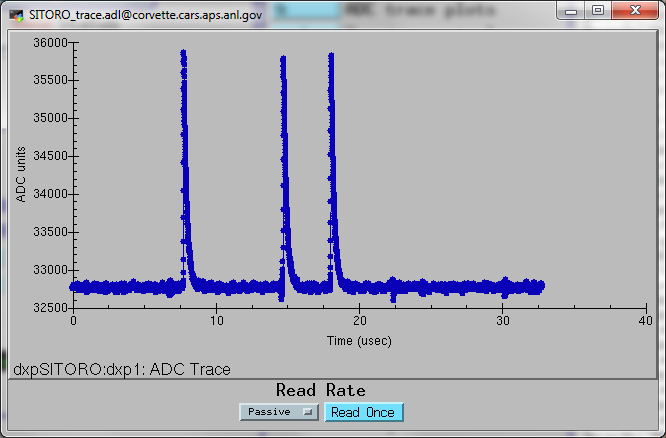 SITORO_trace.adl@corvette.cars.aps.anl.gov
ADC trace plots
36000
35500
35000
34500
34000
33500
33000
32500
ADC units
0
10
20
30
40
Time (usec)
dxpSITORO:dxp1: ADC Trace
Read Rate
Passive
Read Once